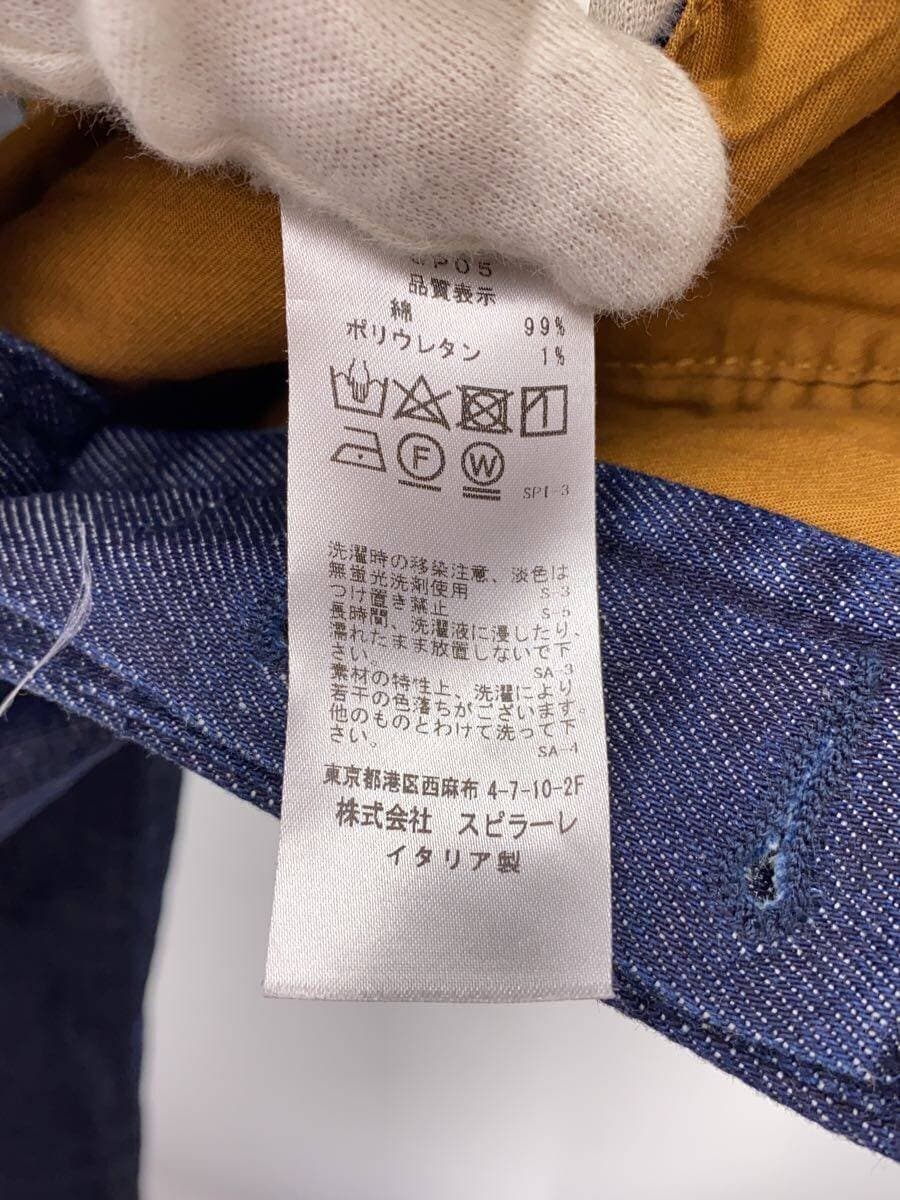 P05
品質表示
綿 99%
ポリウレタン 1%
F W
SPI-3
洗濯時の移染注意、淡色は
無蛍光洗剤使用 S-3
つけ置き禁止 S-5
長時間、洗濯液に浸したり、
濡れたまま放置しないで下
さい。 SA-3
素材の特性上、洗濯により
若干の色落ちがございます。
他のものとわけて洗って下
さい。 SA-4
東京都港区西麻布 4-7-10-2F
株式会社 スピラーレ
イタリア製